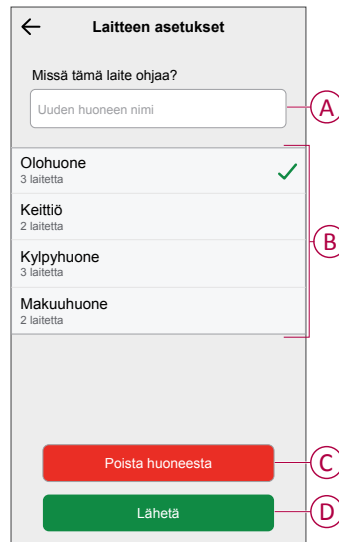 Laitteen asetukset
Missä tämä laite ohjaa?
Uuden huoneen nimi
A
Olohuone
3 laitetta
Keittiö
2 laitetta
B
Kylpyhuone
3 laitetta
Makuuhuone
2 laitetta
Poista huoneesta
C
Lähetä
D